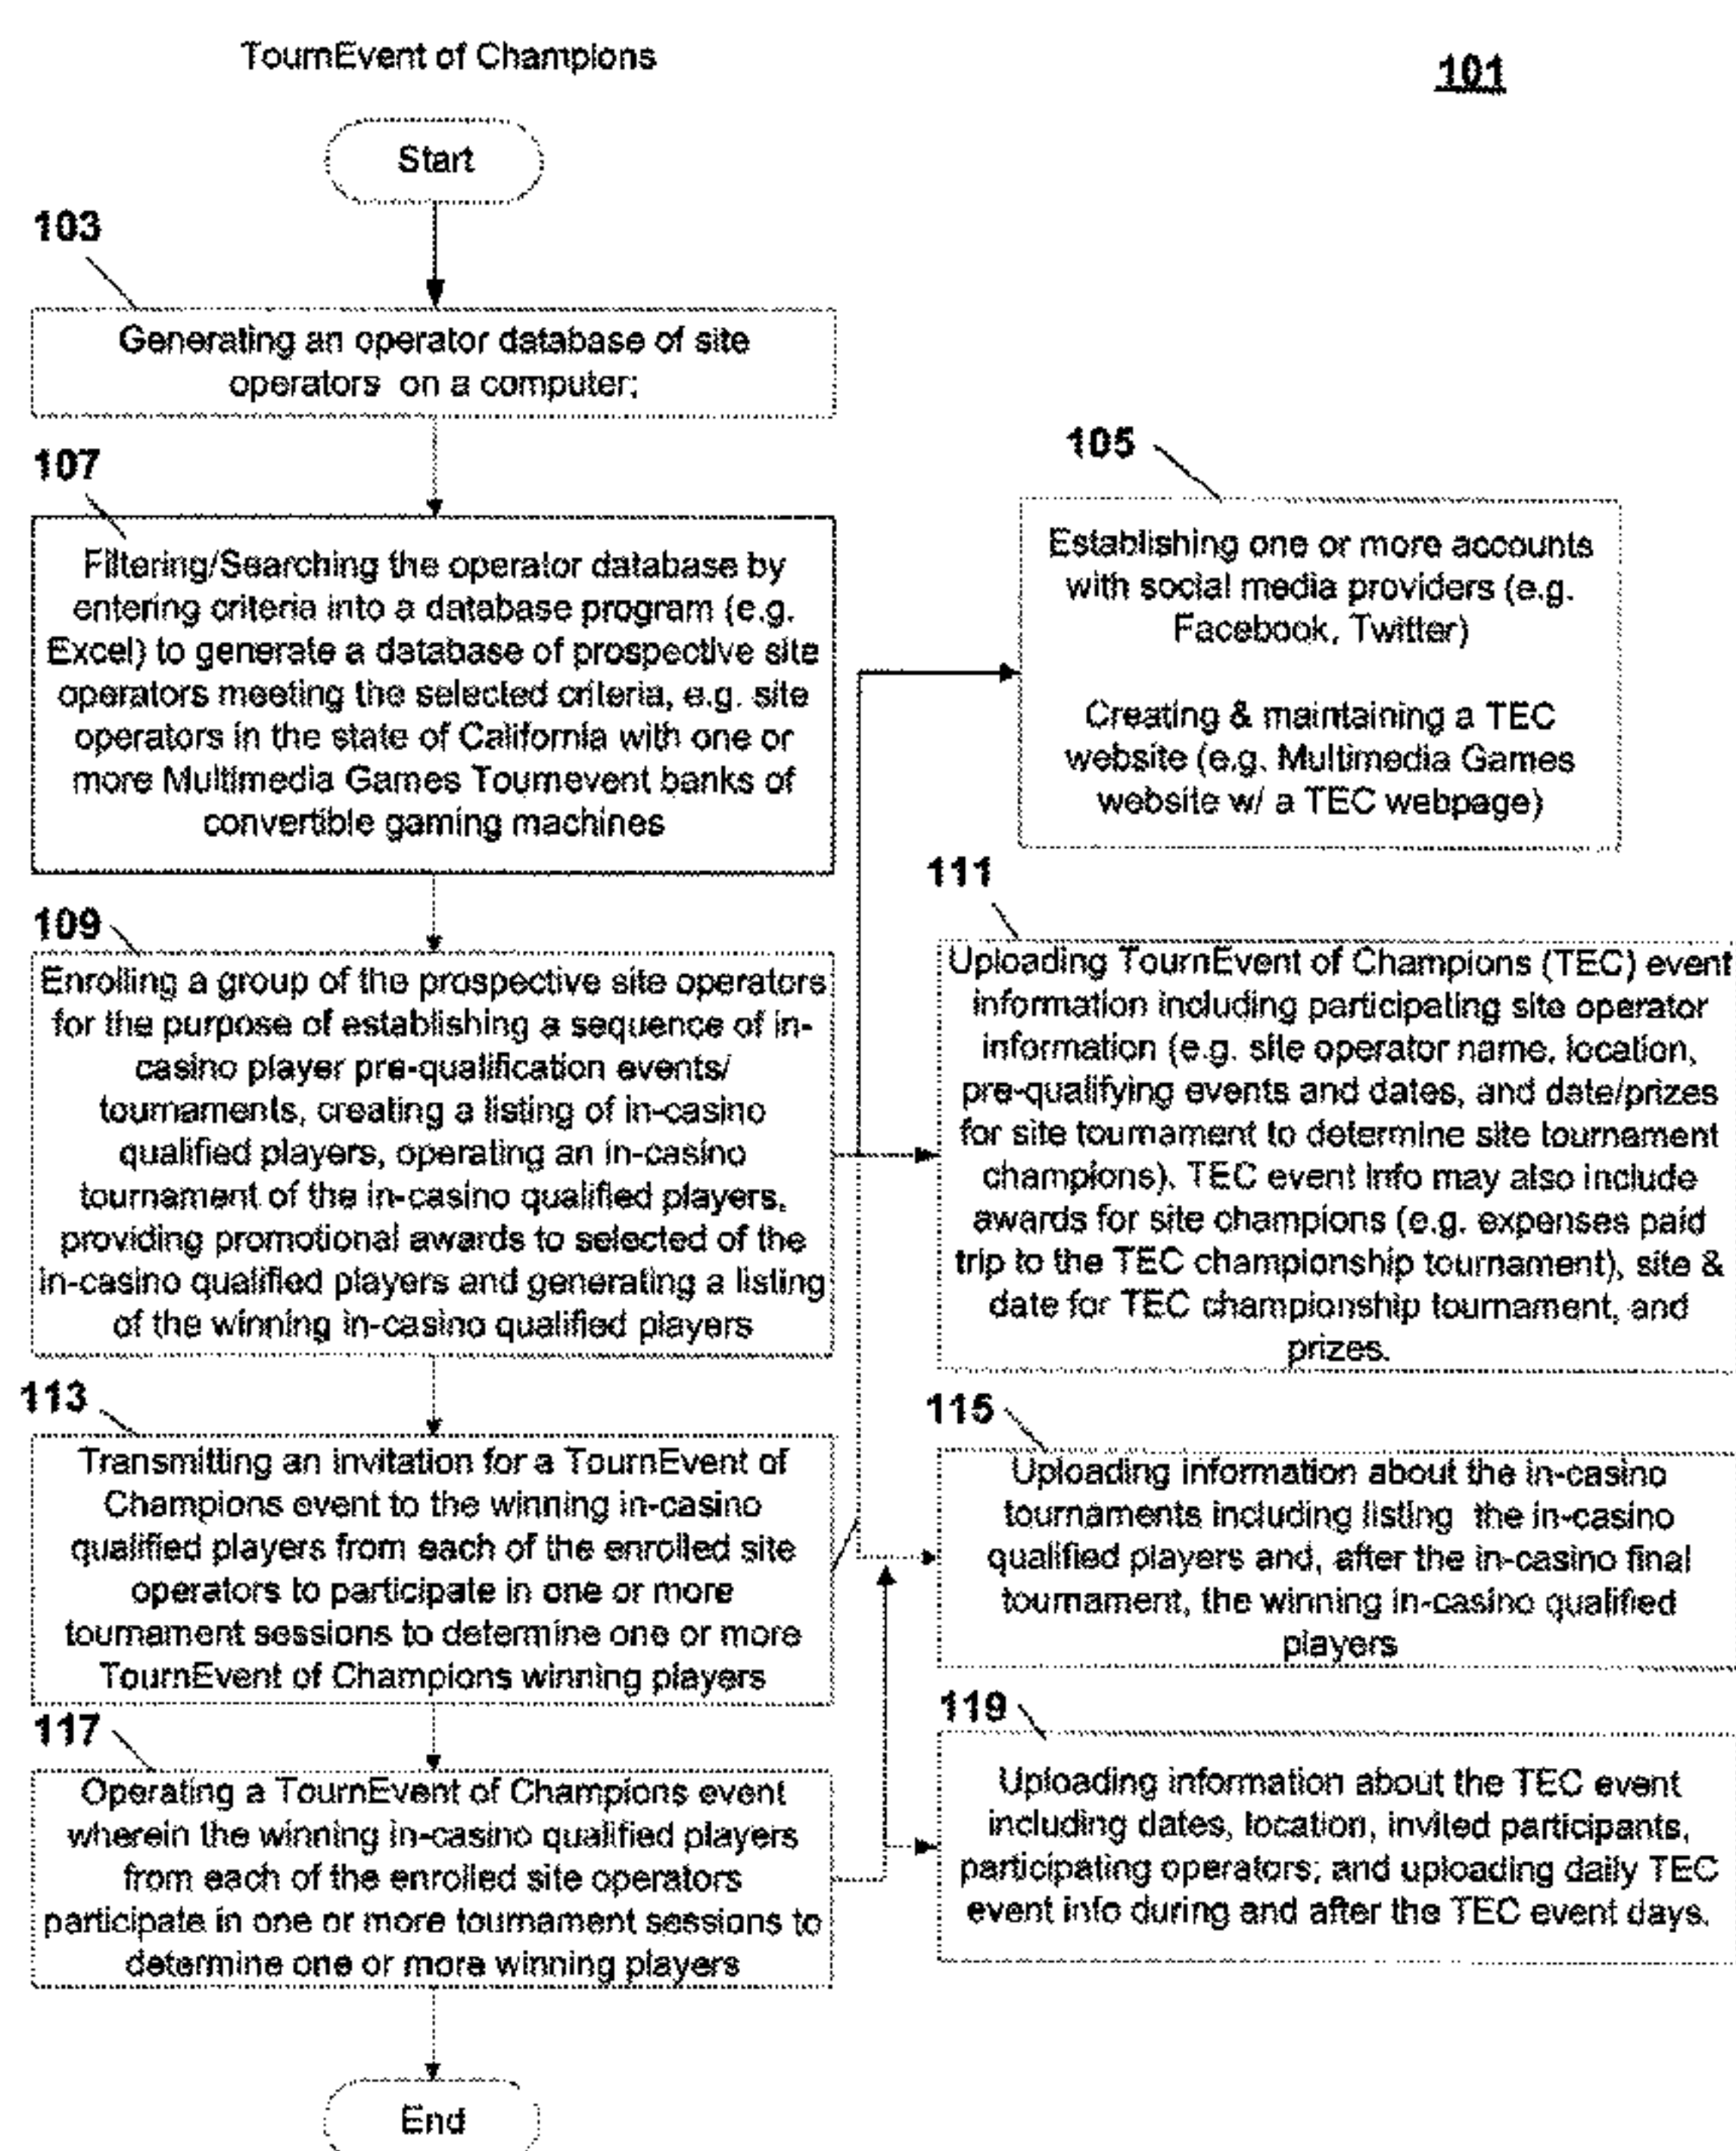 TournEvent of Champions
101
Start
103
Generating an operator database of site
operators on a computer;
107
Filtering/Searching the operator database by
entering criteria into a database program (e.g.
Excel) to generate a database of prospective site
operators meeting the selected criteria, e.g. site
operators in the state of California with one or
more Multimedia Games Tournevent banks of
convertible gaming machines
105
Establishing one or more accounts
with social media providers (e.g.
Facebook, Twitter)
Creating & maintaining a TEC
website (e.g. Multimedia Games
website w/ a TEC webpage)
109
Enrolling a group of the prospective site operators
for the purpose of establishing a sequence of in-
casino player pre-qualification events/
tournaments, creating a listing of in-casino
qualified players, operating an in-casino
tournament of the in-casino qualified players,
providing promotional awards to selected of the
in-casino qualified players and generating a listing
of the winning in-casino qualified players
111
Uploading TournEvent of Champions (TEC) event
information including participating site operator
information (e.g. site operator name, location,
pre-qualifying events and dates, and date/prizes
for site tournament to determine site tournament
champions). TEC event info may also include
awards for site champions (e.g. expenses paid
trip to the TEC championship tournament), site &
date for TEC championship tournament, and
prizes.
113
Transmitting an invitation for a TournEvent of
Champions event to the winning in-casino
qualified players from each of the enrolled site
operators to participate in one or more
tournament sessions to determine one or more
TournEvent of Champions winning players
115
Uploading information about the in-casino
tournaments including listing the in-casino
qualified players and, after the in-casino final
tournament, the winning in-casino qualified
players
117
Operating a TournEvent of Champions event
wherein the winning in-casino qualified players
from each of the enrolled site operators
participate in one or more tournament sessions to
determine one or more winning players
119
Uploading information about the TEC event
including dates, location, invited participants,
participating operators; and uploading daily TEC
event info during and after the TEC event days.
End